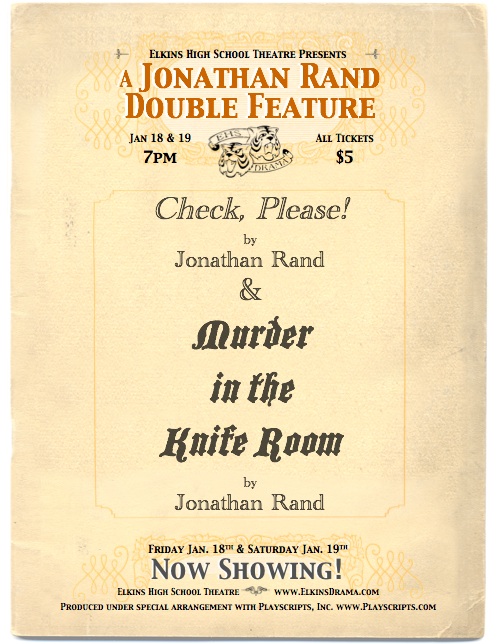 Elkins High School Theatre Presents
A Jonathan Rand
Double Feature
Jan 18 & 19
7PM
EHS
DRAMA
All Tickets
$5
Check, Please!
by
Jonathan Rand
&
Murder
in the
Knife Room
by
Jonathan Rand
Friday Jan. 18th & Saturday Jan. 19th
Now Showing!
Elkins High School Theatre www.ElkinsDrama.com
Produced under special arrangement with Playscripts, Inc. www.Playscripts.com